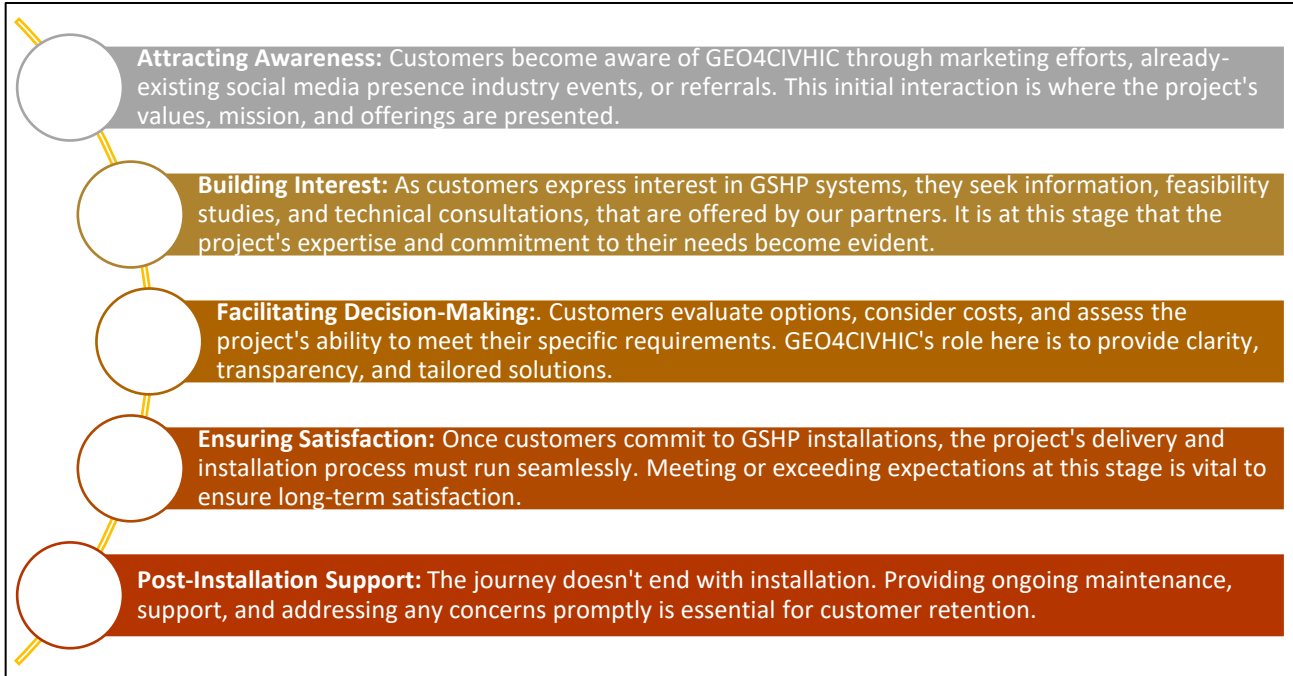 Attracting Awareness: Customers become aware of GEO4CIVHIC through marketing efforts, already-
existing social media presence industry events, or referrals. This initial interaction is where the project's
values, mission, and offerings are presented.
Building Interest: As customers express interest in GSHP systems, they seek information, feasibility
studies, and technical consultations, that are offered by our partners. It is at this stage that the
project's expertise and commitment to their needs become evident.
Facilitating Decision-Making:. Customers evaluate options, consider costs, and assess the
project's ability to meet their specific requirements. GEO4CIVHIC's role here is to provide clarity,
transparency, and tailored solutions.
Ensuring Satisfaction: Once customers commit to GSHP installations, the project's delivery and
installation process must run seamlessly. Meeting or exceeding expectations at this stage is vital to
ensure long-term satisfaction.
Post-Installation Support: The journey doesn't end with installation. Providing ongoing maintenance,
support, and addressing any concerns promptly is essential for customer retention.